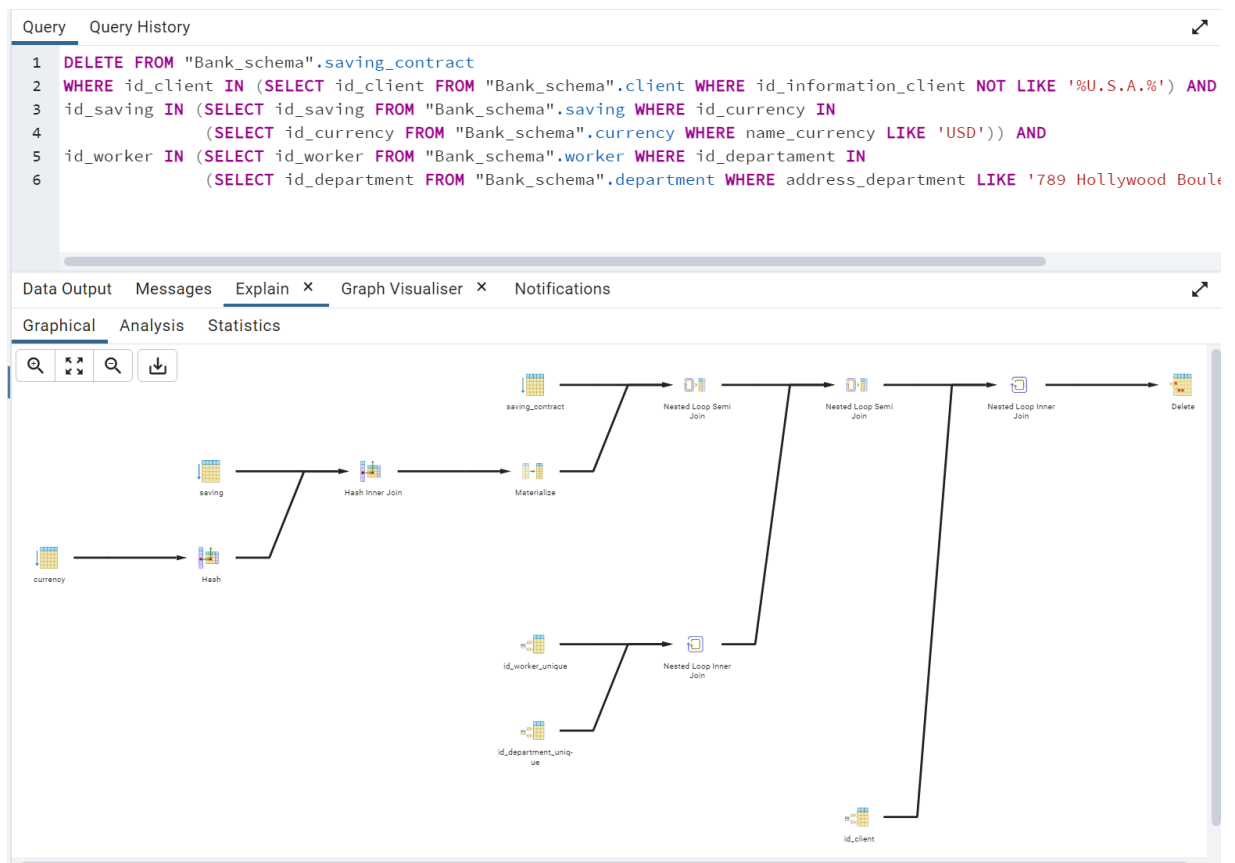 Query Query History
1 DELETE FROM "Bank_schema".saving_contract
2 WHERE id_client IN (SELECT id_client FROM "Bank_schema".client WHERE id_information_client NOT LIKE '%U.S.A.%') AND
3 id_saving IN (SELECT id_saving FROM "Bank_schema".saving WHERE id_currency IN
4 (SELECT id_currency FROM "Bank_schema".currency WHERE name_currency LIKE 'USD')) AND
5 id_worker IN (SELECT id_worker FROM "Bank_schema".worker WHERE id_departament IN
6 (SELECT id_department FROM "Bank_schema".department WHERE address_department LIKE '789 Hollywood Boule
Data Output Messages Explain × Graph Visualiser × Notifications
Graphical Analysis Statistics
saving_contract
Nested Loop Semi
Join
Nested Loop Semi
Join
Nested Loop Inner
Join
Delete
saving
Hash Inner Join
Materialize
currency
Hash
id_worker_unique
Nested Loop Inner
Join
id_department_uniq-
ue
id_client